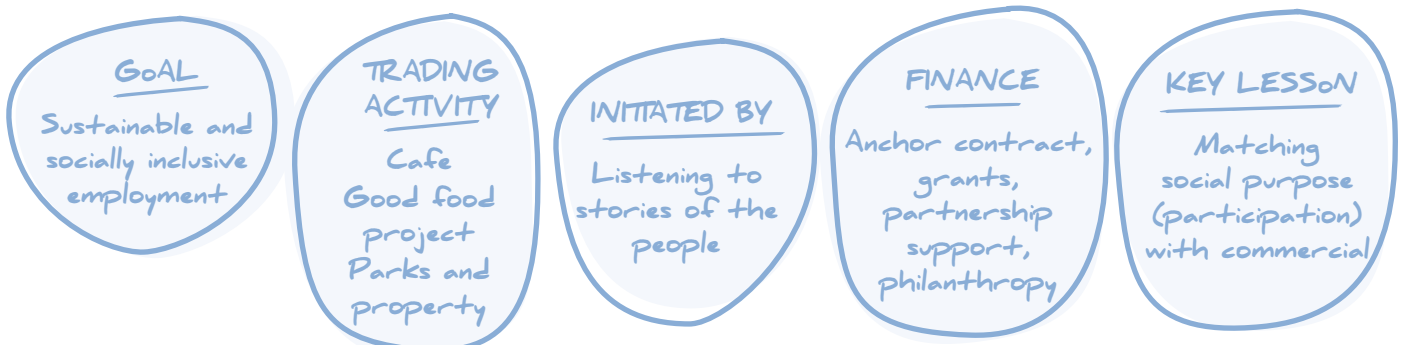 GOAL
Sustainable and
socially inclusive
employment
TRADING
ACTIVITY
Cafe
Good food
project
Parks and
property
INITIATED BY
Listening to
stories of the
people
FINANCE
Anchor contract,
grants,
partnership
support,
philanthropy
KEY LESSON
Matching
social purpose
(participation)
with commercial